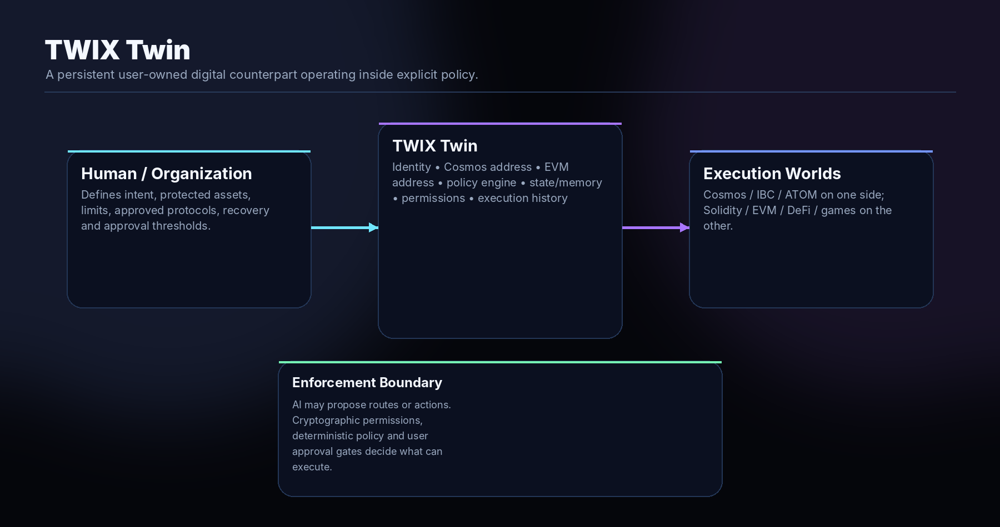 TWIX Twin
A persistent user-owned digital counterpart operating inside explicit policy.
Human / Organization
Defines intent, protected assets,
limits, approved protocols, recovery
and approval thresholds.
TWIX Twin
Identity • Cosmos address • EVM
address • policy engine • state/memory
• permissions • execution history
Execution Worlds
Cosmos / IBC / ATOM on one side;
Solidity / EVM / DeFi / games on the
other.
Enforcement Boundary
AI may propose routes or actions.
Cryptographic permissions,
deterministic policy and user
approval gates decide what can
execute.